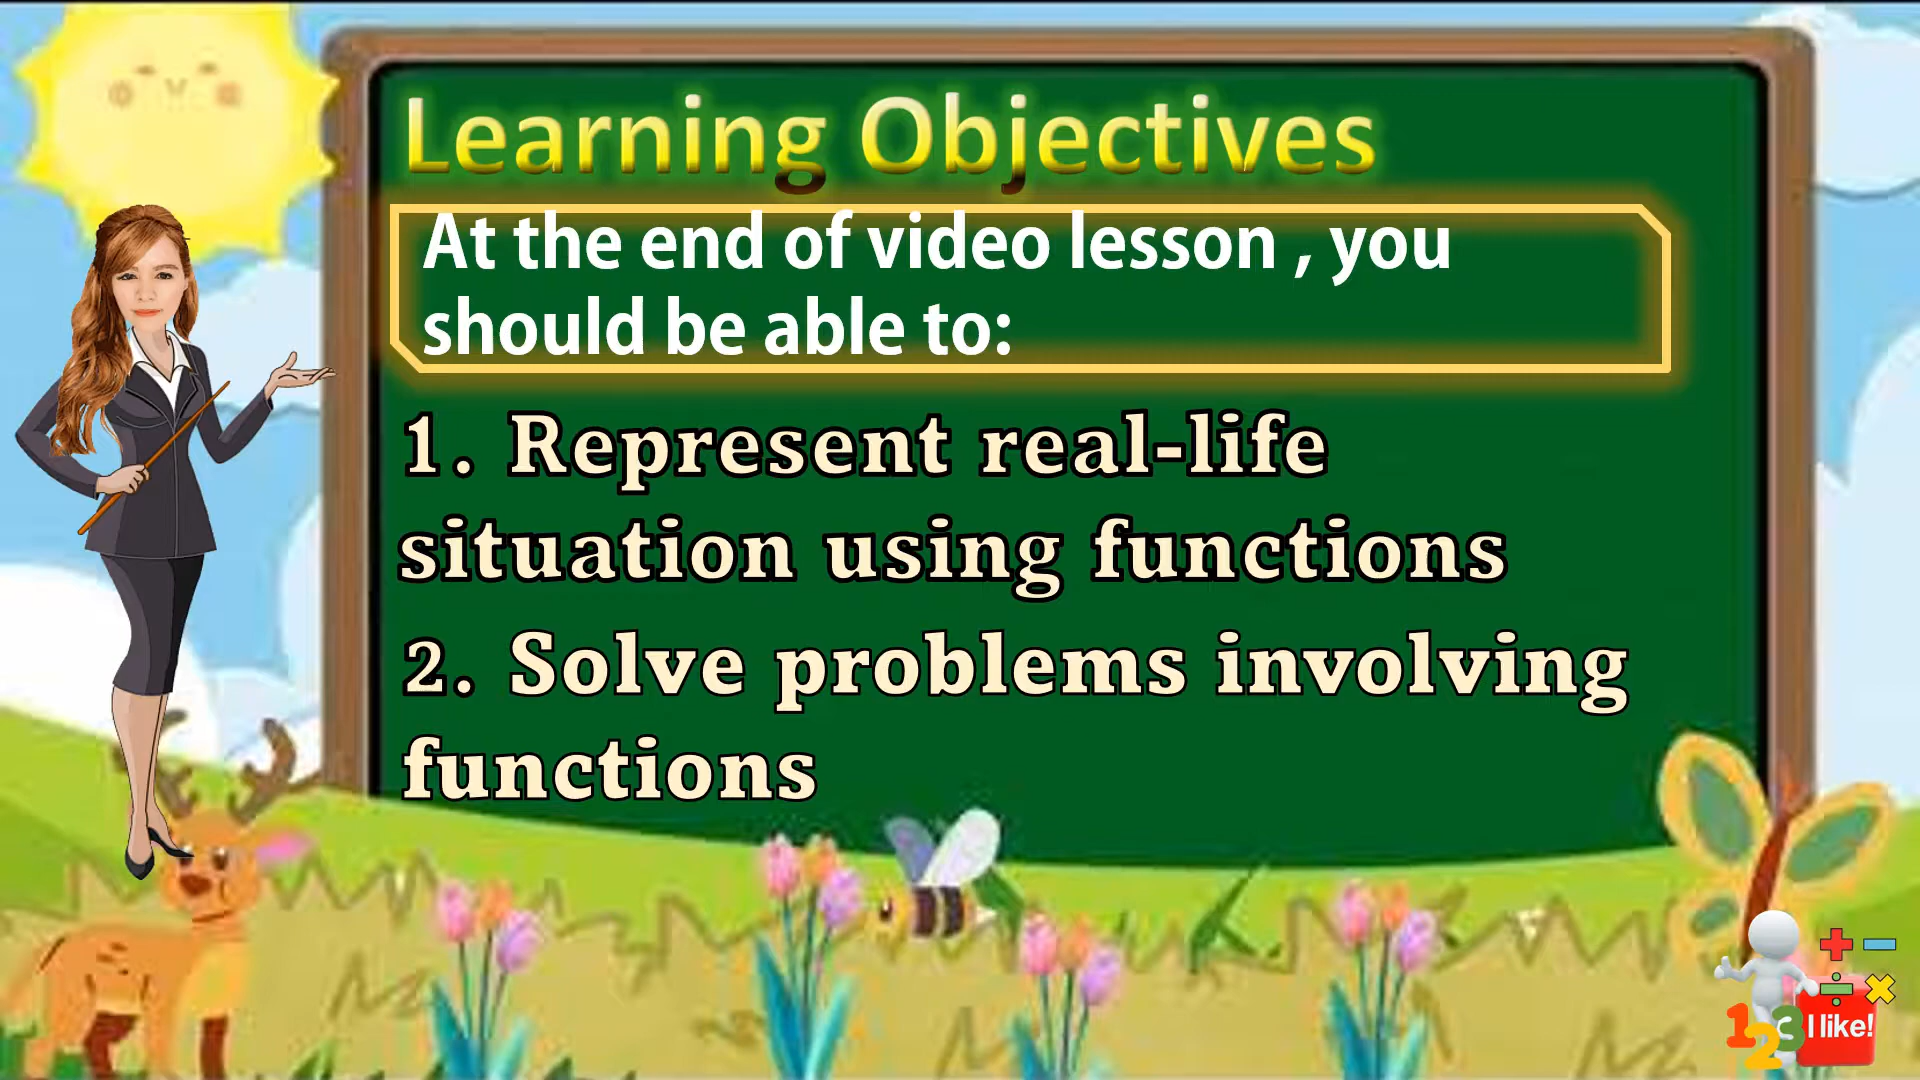 Learning Objectives
At the end of video lesson , you
should be able to:
1. Represent real-life
situation using functions
2. Solve problems involving
functions
123
I like!